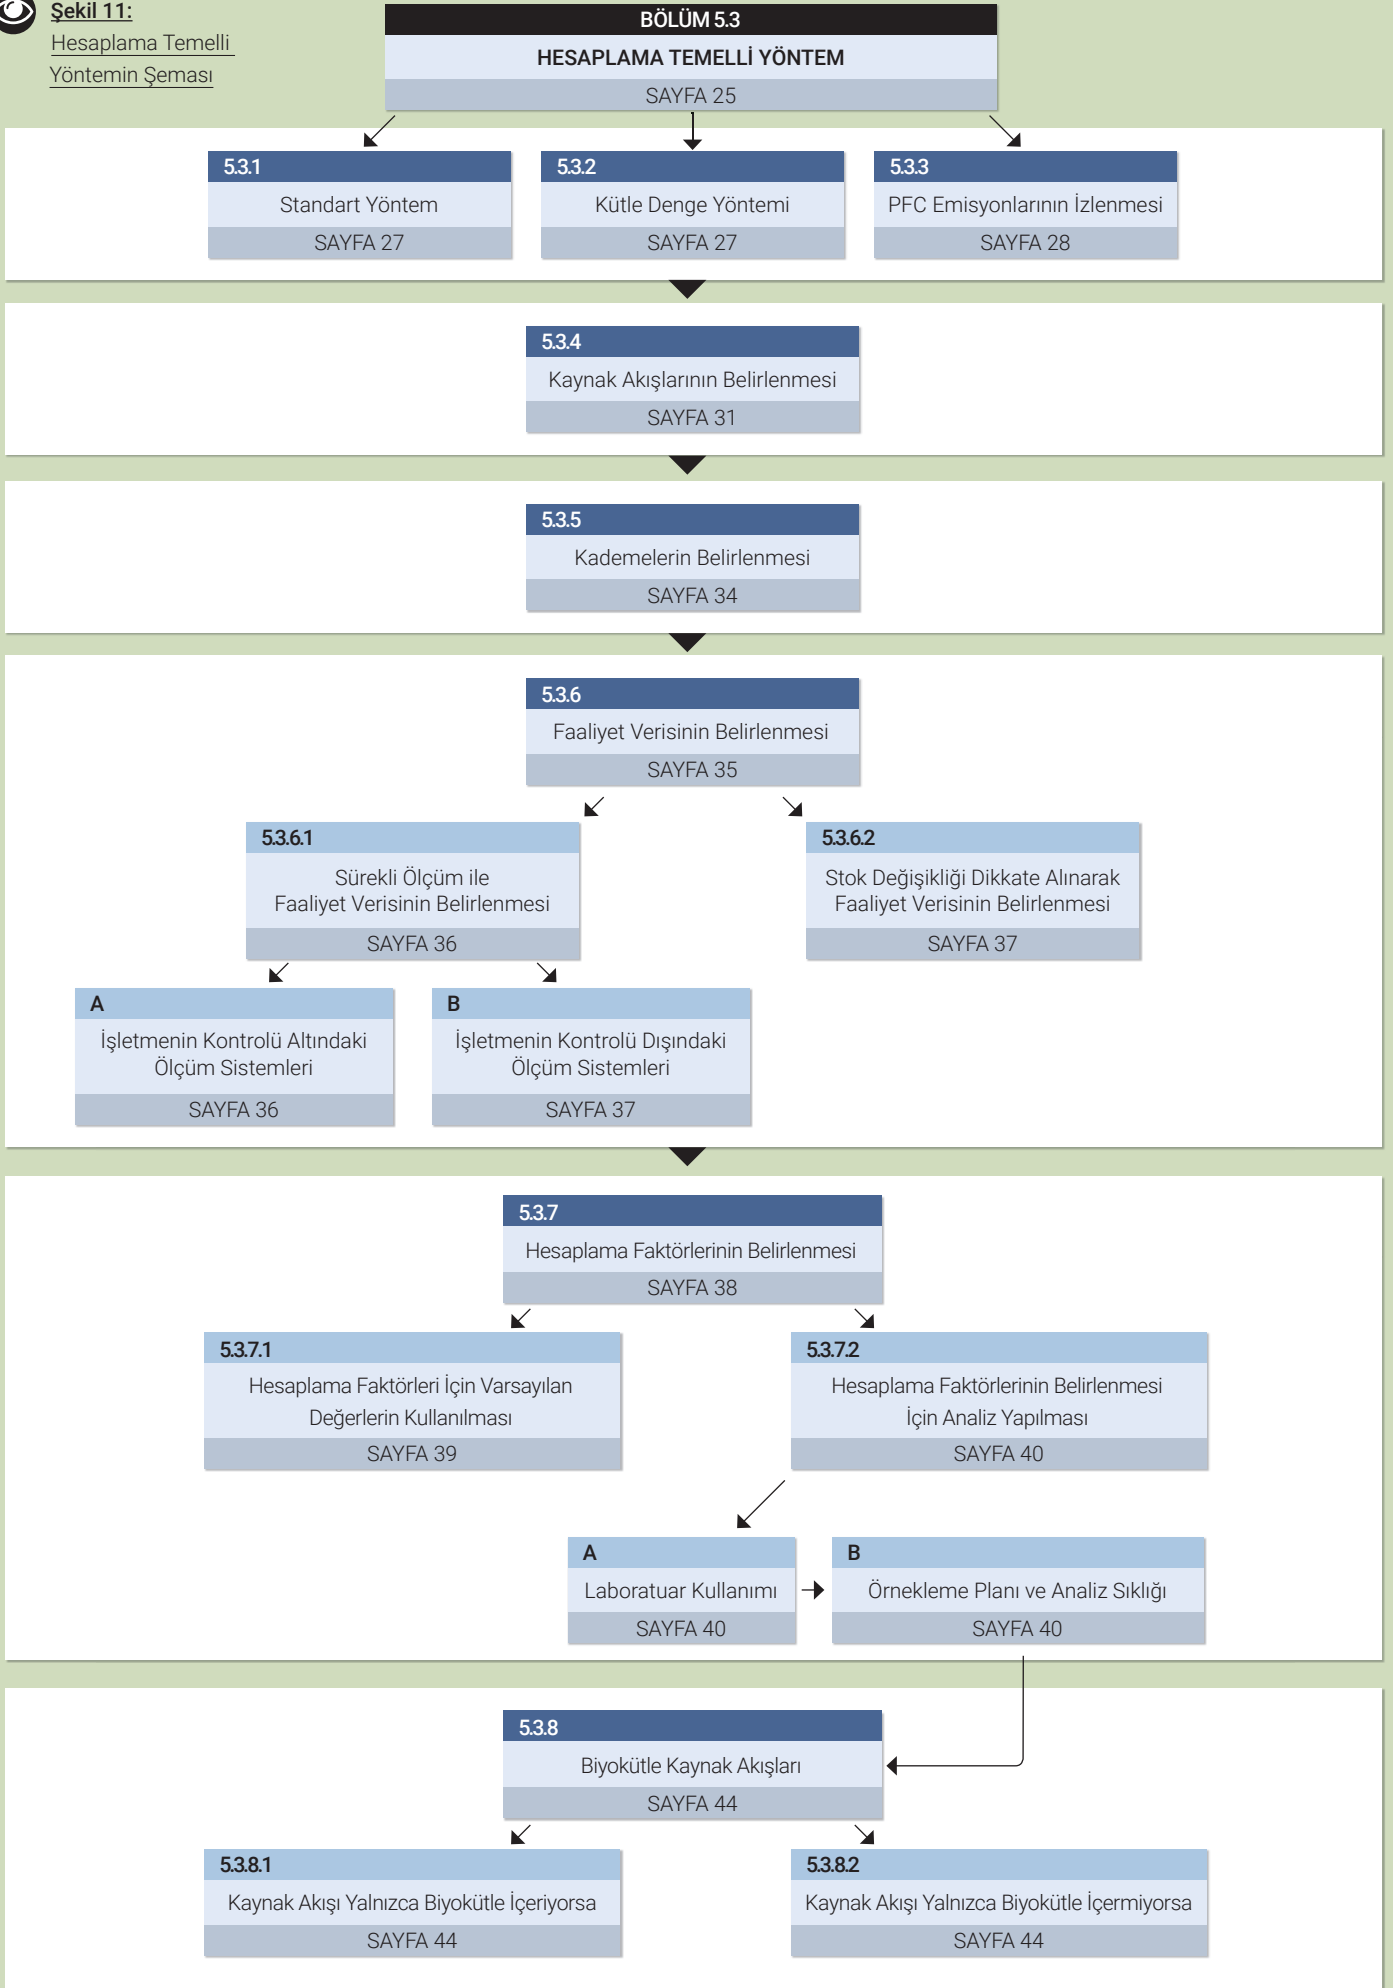 Şekil 11:
Hesaplama Temelli
Yöntemin Şeması
BÖLÜM 5.3
HESAPLAMA TEMELLİ YÖNTEM
SAYFA 25
5.3.1
Standart Yöntem
SAYFA 27
5.3.2
Kütle Denge Yöntemi
SAYFA 27
5.3.3
PFC Emisyonlarının İzlenmesi
SAYFA 28
5.3.4
Kaynak Akışlarının Belirlenmesi
SAYFA 31
5.3.5
Kademelerin Belirlenmesi
SAYFA 34
5.3.6
Faaliyet Verisinin Belirlenmesi
SAYFA 35
5.3.6.1
Sürekli Ölçüm ile
Faaliyet Verisinin Belirlenmesi
SAYFA 36
5.3.6.2
Stok Değişikliği Dikkate Alınarak
Faaliyet Verisinin Belirlenmesi
SAYFA 37
A
İşletmenin Kontrolü Altındaki
Ölçüm Sistemleri
SAYFA 36
B
İşletmenin Kontrolü Dışındaki
Ölçüm Sistemleri
SAYFA 37
5.3.7
Hesaplama Faktörlerinin Belirlenmesi
SAYFA 38
5.3.7.1
Hesaplama Faktörleri İçin Varsayılan
Değerlerin Kullanılması
SAYFA 39
5.3.7.2
Hesaplama Faktörlerinin Belirlenmesi
İçin Analiz Yapılması
SAYFA 40
A
Laboratuar Kullanımı
SAYFA 40
B
Örnekleme Planı ve Analiz Sıklığı
SAYFA 40
5.3.8
Biyokütle Kaynak Akışları
SAYFA 44
5.3.8.1
Kaynak Akışı Yalnızca Biyokütle İçeriyorsa
SAYFA 44
5.3.8.2
Kaynak Akışı Yalnızca Biyokütle İçermiyorsa
SAYFA 44